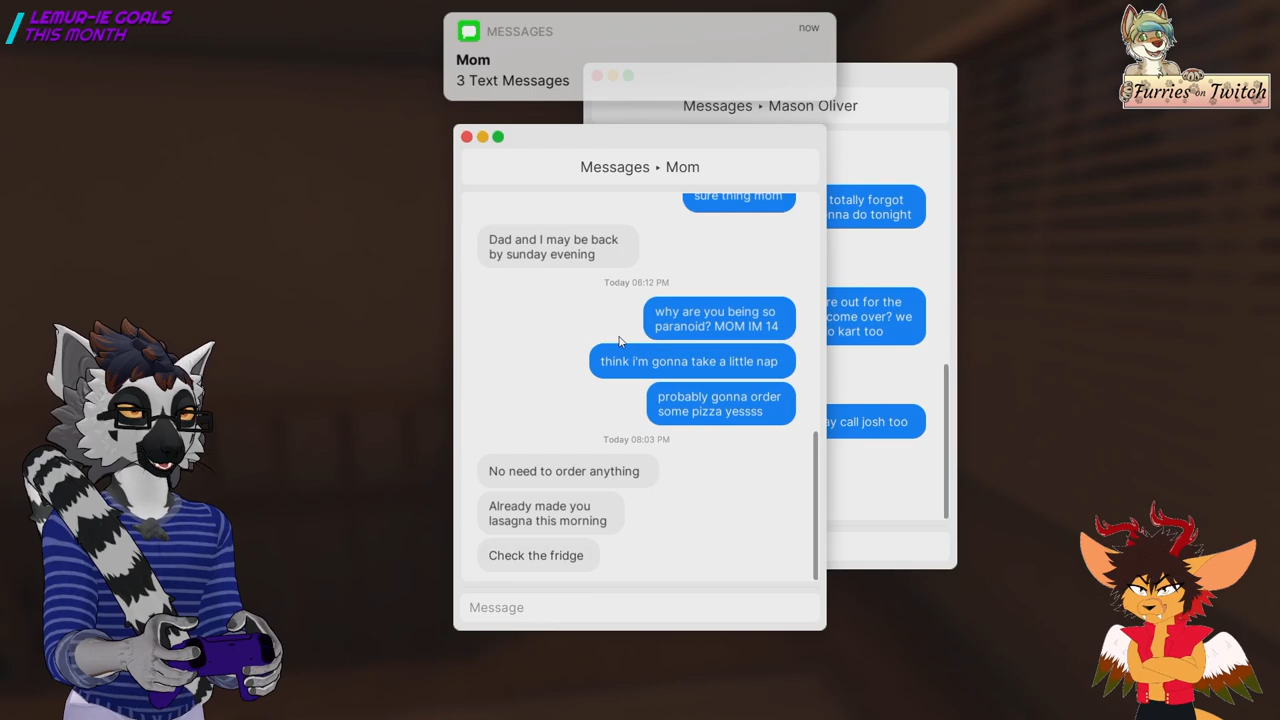 LEMUR-IE GOALS
THIS MONTH
MESSAGES
now
Mom
3 Text Messages
Furries on Twitch
Messages ‣ Mason Oliver
totally forgot
nna do tonight
re out for the
come over? we
o kart too
ay call josh too
Messages ‣ Mom
sure thing mom
Dad and I may be back
by sunday evening
Today 06:12 PM
why are you being so
paranoid? MOM IM 14
think i'm gonna take a little nap
probably gonna order
some pizza yessss
Today 08:03 PM
No need to order anything
Already made you
lasagna this morning
Check the fridge
Message